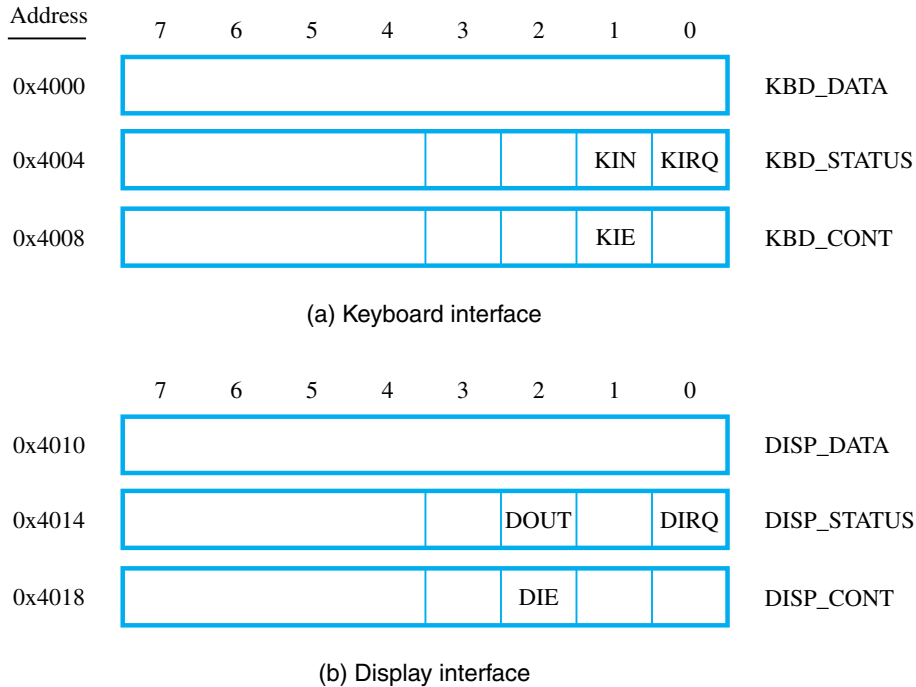 Address
7 6 5 4 3 2 1 0
0x4000 KBD_DATA
0x4004 KIN KIRQ KBD_STATUS
0x4008 KIE KBD_CONT
(a) Keyboard interface
7 6 5 4 3 2 1 0
0x4010 DISP_DATA
0x4014 DOUT DIRQ DISP_STATUS
0x4018 DIE DISP_CONT
(b) Display interface